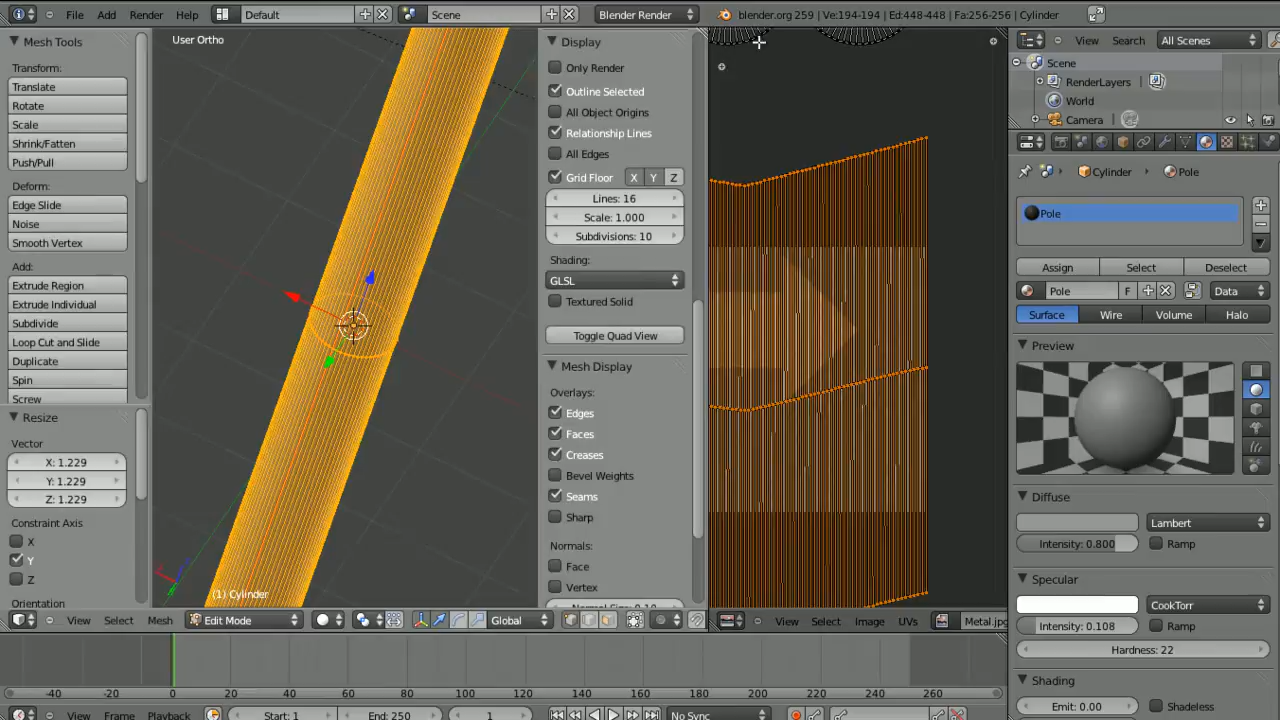 File Add Render Help
Default
Scene
Blender Render
blender.org 259 | Ve:194-194 | Ed:448-448 | Fa:256-256 | Cylinder
Mesh Tools
Transform:
Translate
Rotate
Scale
Shrink/Fatten
Push/Pull
Deform:
Edge Slide
Noise
Smooth Vertex
Add:
Extrude Region
Extrude Individual
Subdivide
Loop Cut and Slide
Duplicate
Spin
Screw
Resize
Vector
X: 1.229
Y: 1.229
Z: 1.229
Constraint Axis
X
Y
Z
Orientation
User Ortho
(1) Cylinder
View Select Mesh
Edit Mode
Global
Display
Only Render
Outline Selected
All Object Origins
Relationship Lines
All Edges
Grid Floor X Y Z
Lines: 16
Scale: 1.000
Subdivisions: 10
Shading:
GLSL
Textured Solid
Toggle Quad View
Mesh Display
Overlays:
Edges
Faces
Creases
Bevel Weights
Seams
Sharp
Normals:
Face
Vertex
View Select Image UVs
Metal.jpg
View Search All Scenes
Scene
RenderLayers
World
Camera
Cylinder Pole
Pole
Assign Select Deselect
Pole F Data
Surface Wire Volume Halo
Preview
Diffuse
Lambert
Intensity: 0.800 Ramp
Specular
CookTorr
Intensity: 0.108 Ramp
Hardness: 22
Shading
Emit: 0.00 Shadeless
-40 -20 0 20 40 60 80 100 120 140 160 180 200 220 240 260
View Frame Playback
Start: 1
End: 250
1
No Sync